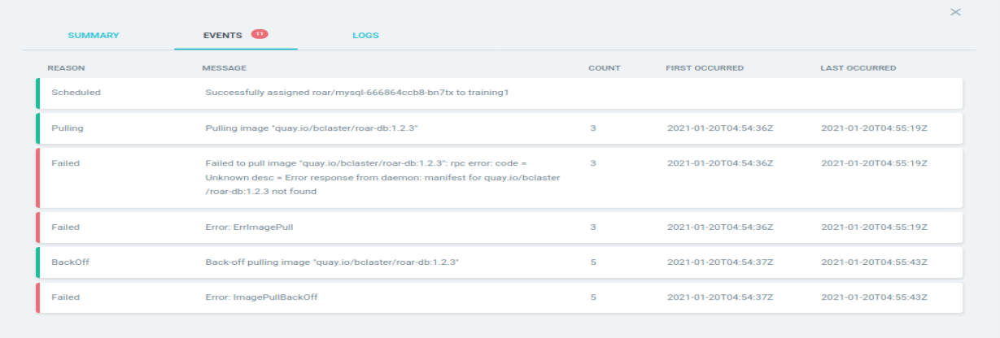 SUMMARY EVENTS 11 LOGS
REASON MESSAGE COUNT FIRST OCCURRED LAST OCCURRED
Scheduled Successfully assigned roar/mysql-666864ccb8-bn7tx to training1
Pulling Pulling image "quay.io/bclaster/roar-db:1.2.3" 3 2021-01-20T04:54:36Z 2021-01-20T04:55:19Z
Failed Failed to pull image "quay.io/bclaster/roar-db:1.2.3": rpc error: code = 3 2021-01-20T04:54:36Z 2021-01-20T04:55:19Z
Unknown desc = Error response from daemon: manifest for quay.io/bclaster
/roar-db:1.2.3 not found
Failed Error: ErrImagePull 3 2021-01-20T04:54:36Z 2021-01-20T04:55:19Z
BackOff Back-off pulling image "quay.io/bclaster/roar-db:1.2.3" 5 2021-01-20T04:54:37Z 2021-01-20T04:55:43Z
Failed Error: ImagePullBackOff 5 2021-01-20T04:54:37Z 2021-01-20T04:55:43Z